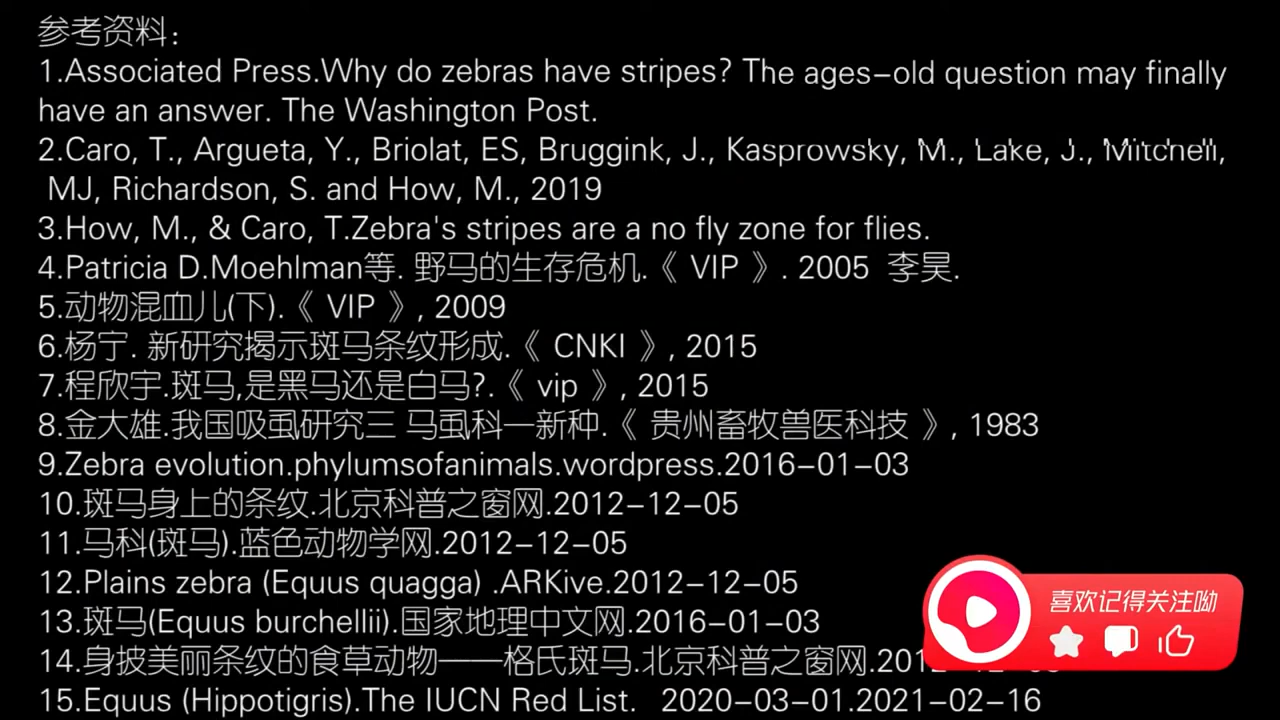 参考资料：
1.Associated Press.Why do zebras have stripes? The ages-old question may finally
have an answer. The Washington Post.
2.Caro, T., Argueta, Y., Briolat, ES, Bruggink, J., Kasprowsky, M., Lake, J., Mitchell,
MJ, Richardson, S. and How, M., 2019
3.How, M., & Caro, T.Zebra's stripes are a no fly zone for flies.
4.Patricia D.Moehlman等. 野马的生存危机.《 VIP 》. 2005 李昊.
5.动物混血儿(下).《 VIP 》, 2009
6.杨宁. 新研究揭示斑马条纹形成.《 CNKI 》, 2015
7.程欣宇.斑马,是黑马还是白马?.《 vip 》, 2015
8.金大雄.我国吸虱研究三 马虱科一新种.《 贵州畜牧兽医科技 》, 1983
9.Zebra evolution.phylumsofanimals.wordpress.2016-01-03
10.斑马身上的条纹.北京科普之窗网.2012-12-05
11.马科(斑马).蓝色动物学网.2012-12-05
12.Plains zebra (Equus quagga) .ARKive.2012-12-05
13.斑马(Equus burchellii).国家地理中文网.2016-01-03
喜欢记得关注呦
14.身披美丽条纹的食草动物——格氏斑马.北京科普之窗网.
15.Equus (Hippotigris).The IUCN Red List. 2020-03-01.2021-02-16